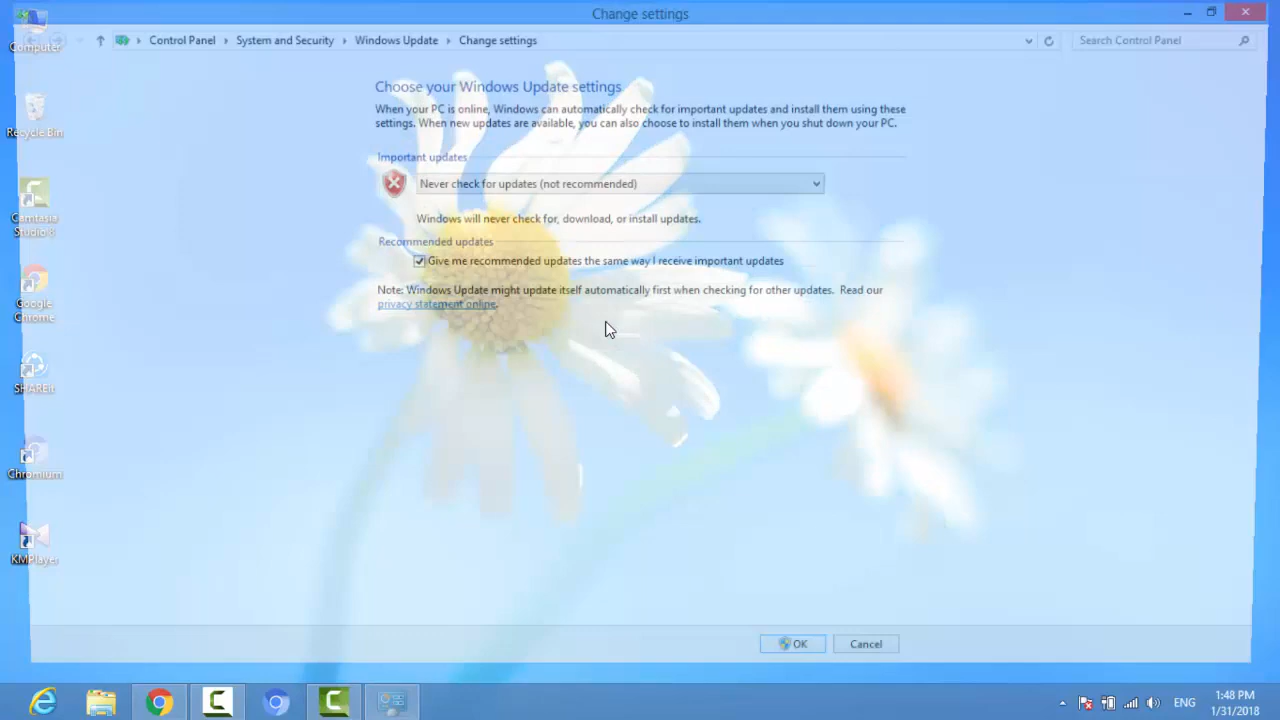 Change settings
Computer
Control Panel
System and Security
Windows Update
Change settings
Search Control Panel
Choose your Windows Update settings
When your PC is online, Windows can automatically check for important updates and install them using these
settings. When new updates are available, you can also choose to install them when you shut down your PC.
Recycle Bin
Important updates
Never check for updates (not recommended)
Windows will never check for, download, or install updates.
Camtasia
Studio 8
Recommended updates
Give me recommended updates the same way I receive important updates
Note: Windows Update might update itself automatically first when checking for other updates. Read our
privacy statement online.
Google
Chrome
SHAREit
Chromium
KMPlayer
OK
Cancel
ENG
1:48 PM
1/31/2018